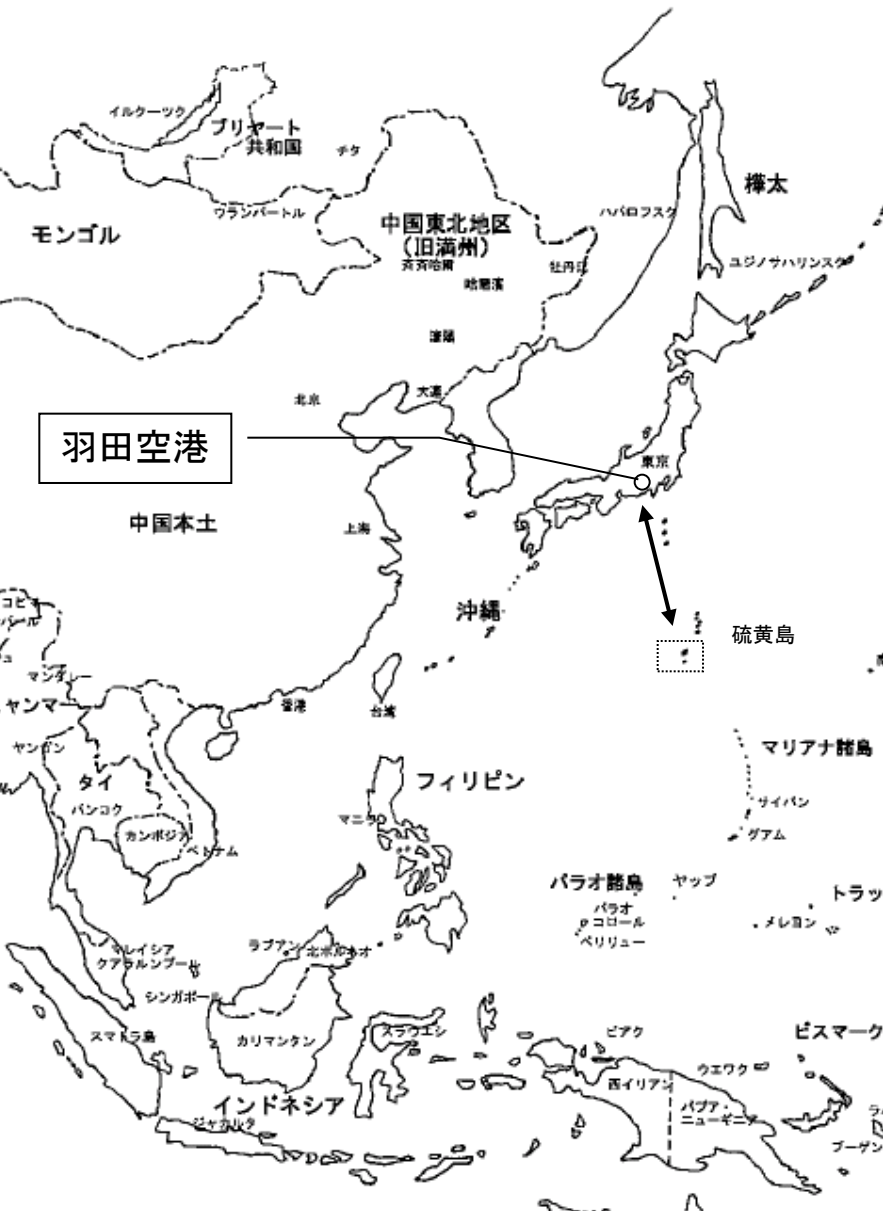 イルクーツク
ブリヤート
共和国
チタ
樺太
ウランバートル
ハバロフスク
モンゴル
中国東北地区
(旧満州)
斉斉哈爾
牡丹江
ユジノサハリンスク
哈爾濱
瀋陽
北京
大連
羽田空港
東京
中国本土
上海
沖縄
硫黄島
マンダレー
ャンマー
香港
台湾
ヤンゴン
マリアナ諸島
タイ
フィリピン
バンコク
サイパン
マニラ
カンボジア
グアム
ベトナム
パラオ諸島
ヤップ
トラッ
パラオ
コロール
メレヨン
ペリリュー
ラブアン
北ボルネオ
マレイシア
クアラルンプール
シンガポール
スマトラ島
カリマンタン
スラウエシ
ビアク
ビスマーク
ウエワク
西イリアン
インドネシア
パプア・
ニューギニア
ジャカルタ
ブーゲン